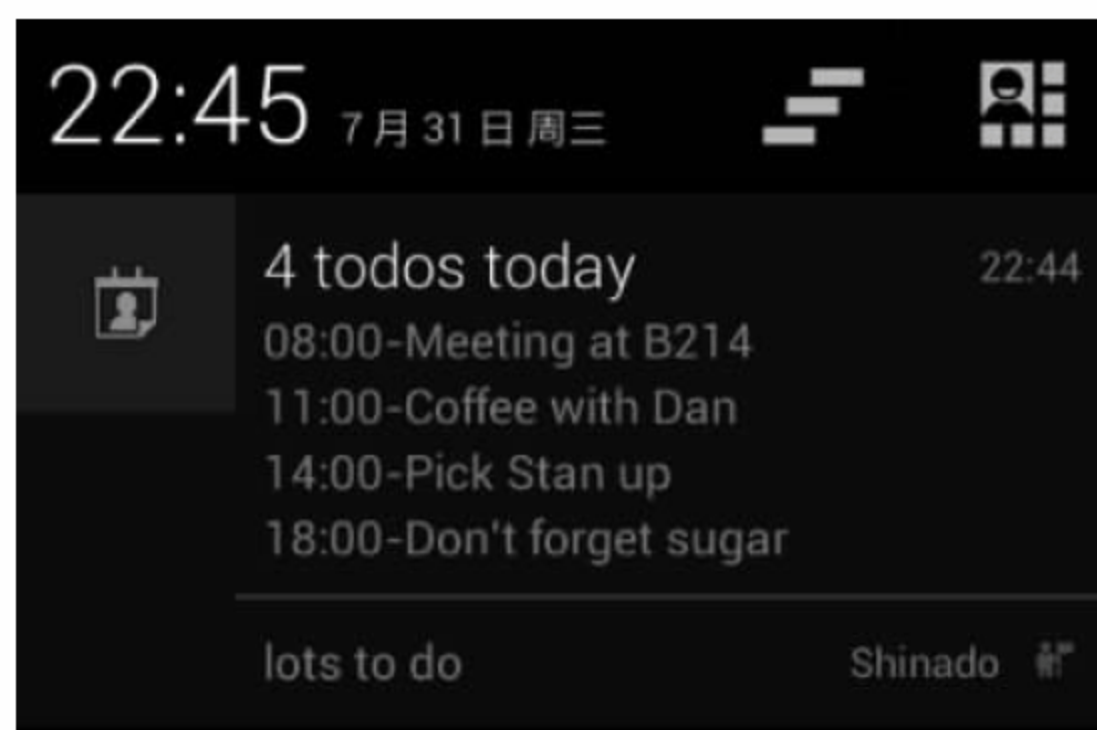 22:45 7月31日 周三
4 todos today 22:44
08:00-Meeting at B214
11:00-Coffee with Dan
14:00-Pick Stan up
18:00-Don't forget sugar
lots to do Shinado